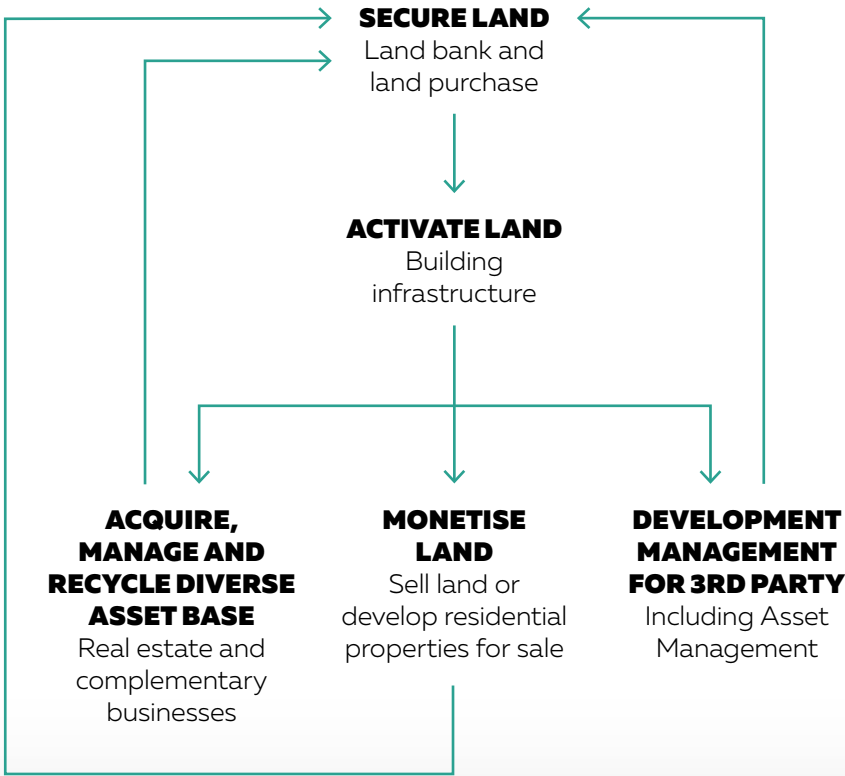 SECURE LAND
Land bank and
land purchase
ACTIVATE LAND
Building
infrastructure
ACQUIRE,
MANAGE AND
RECYCLE DIVERSE
ASSET BASE
Real estate and
complementary
businesses
MONETISE
LAND
Sell land or
develop residential
properties for sale
DEVELOPMENT
MANAGEMENT
FOR 3RD PARTY
Including Asset
Management